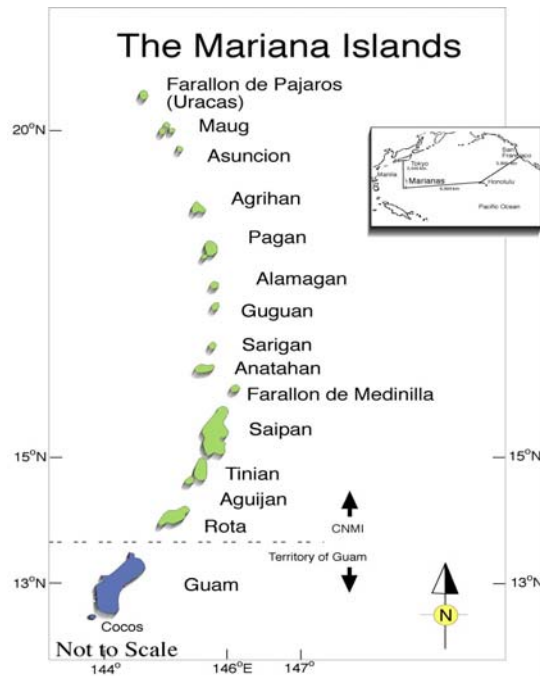 The Mariana Islands
Farallon de Pajaros
(Uracas)
20°N
Maug
Asuncion
Agrihan
Pagan
Alamagan
Guguan
Sarigan
Anatahan
Farallon de Medinilla
Saipan
15°N
15°N
Tinian
Aguijan
Rota
CNMI
Territory of Guam
13°N
Guam
13°N
N
Cocos
Not to Scale
144°
146°E
147°
Tokyo
San
Francisco
Manila
Marianas
Honolulu
Pacific Ocean